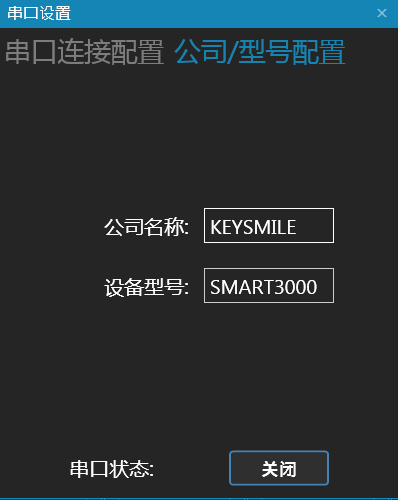 串口设置
串口连接配置 公司/型号配置
公司名称: KEYSMILE
设备型号: SMART3000
串口状态: 关闭